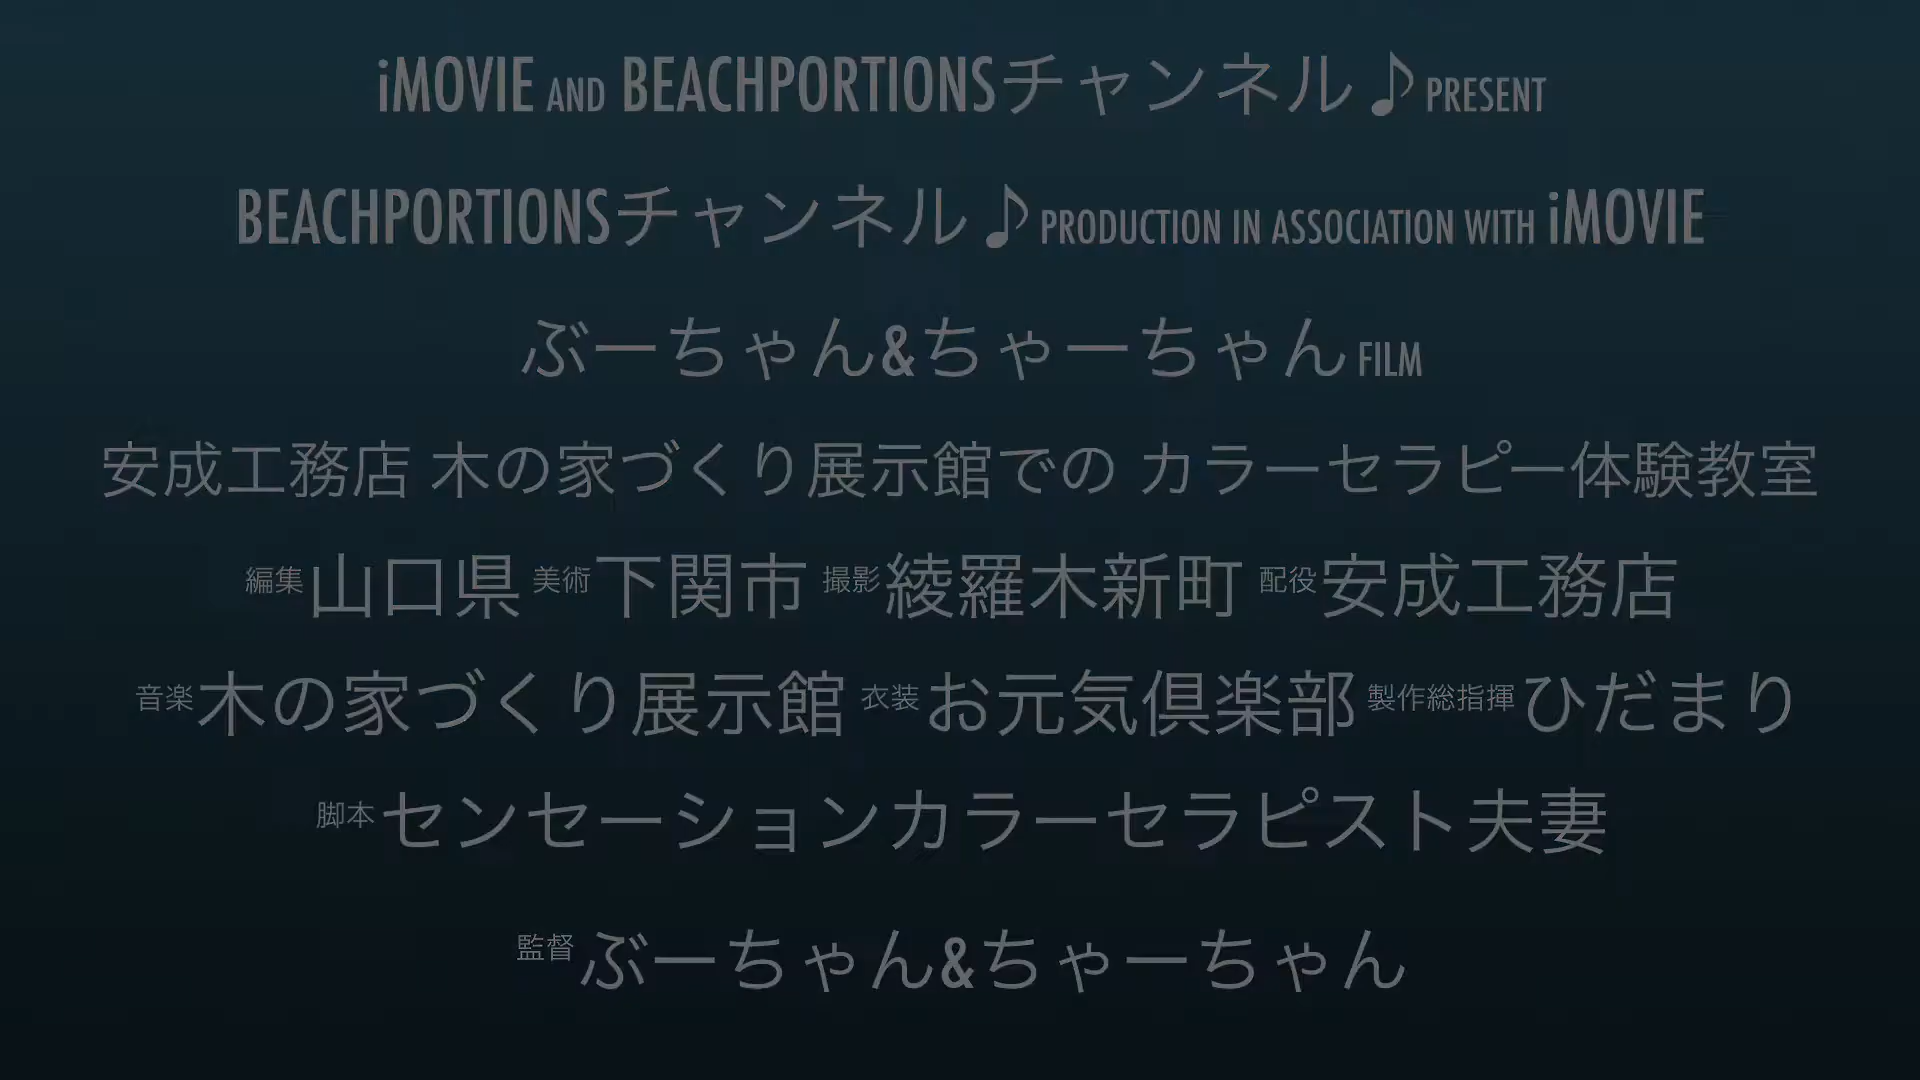 iMOVIE AND BEACHPORTIONSチャンネル♪PRESENT
BEACHPORTIONSチャンネル♪PRODUCTION IN ASSOCIATION WITH iMOVIE
ぶーちゃん&ちゃーちゃん FILM
安成工務店 木の家づくり展示館での カラーセラピー体験教室
編集 山口県 美術 下関市 撮影 綾羅木新町 配役 安成工務店
音楽 木の家づくり展示館 衣装 お元気倶楽部 製作総指揮 ひだまり
脚本 センセーションカラーセラピスト夫妻
監督 ぶーちゃん&ちゃーちゃん